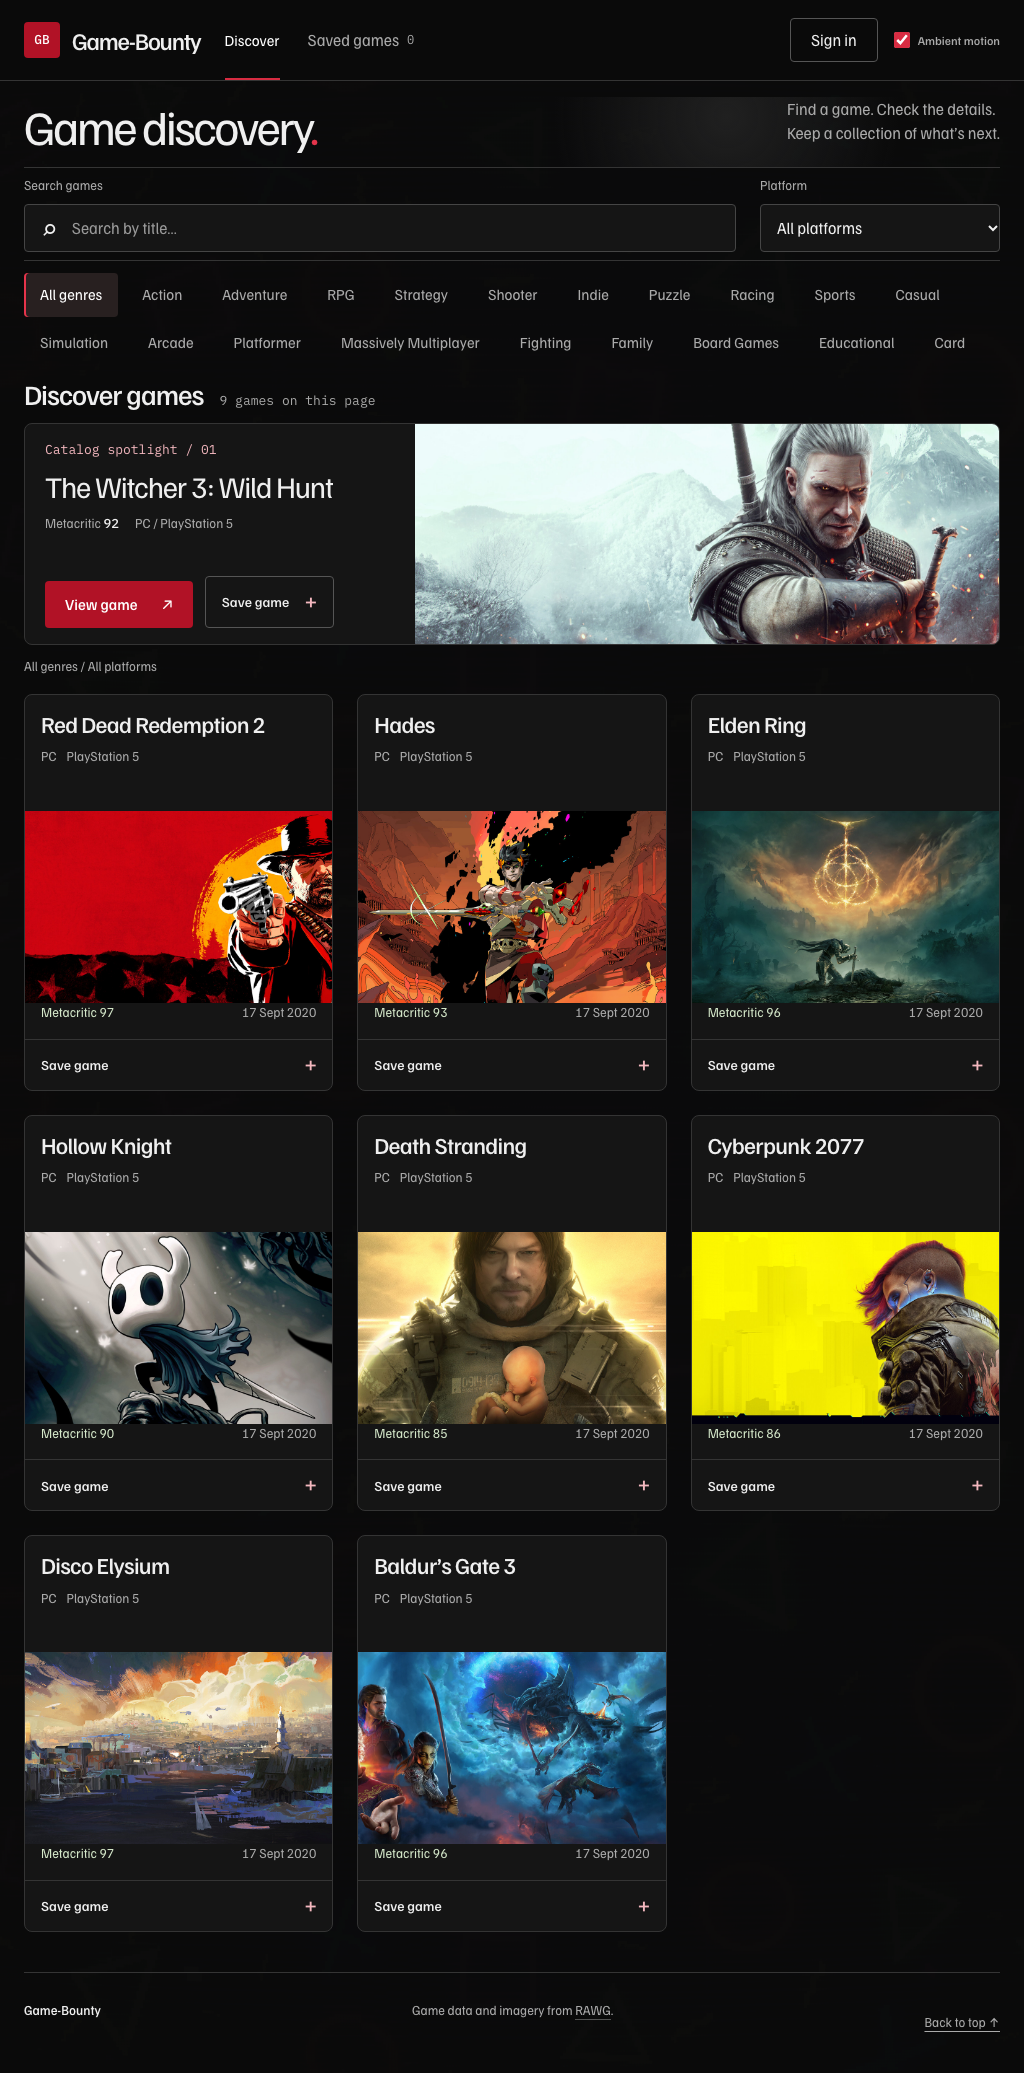 GB
Game-Bounty
Discover
Saved games 0
Sign in
Ambient motion
Game discovery.
Find a game. Check the details.
Keep a collection of what’s next.
Search games
Platform
Search by title...
All platforms
All genres Action Adventure RPG Strategy Shooter Indie Puzzle Racing Sports Casual
Simulation Arcade Platformer Massively Multiplayer Fighting Family Board Games Educational Card
Discover games 9 games on this page
Catalog spotlight / 01
The Witcher 3: Wild Hunt
Metacritic 92 PC / PlayStation 5
View game ↗
Save game +
All genres / All platforms
Red Dead Redemption 2
PC PlayStation 5
Metacritic 97 17 Sept 2020
Save game +
Hades
PC PlayStation 5
Metacritic 93 17 Sept 2020
Save game +
Elden Ring
PC PlayStation 5
Metacritic 96 17 Sept 2020
Save game +
Hollow Knight
PC PlayStation 5
Metacritic 90 17 Sept 2020
Save game +
Death Stranding
PC PlayStation 5
Metacritic 85 17 Sept 2020
Save game +
Cyberpunk 2077
PC PlayStation 5
Metacritic 86 17 Sept 2020
Save game +
Disco Elysium
PC PlayStation 5
Metacritic 97 17 Sept 2020
Save game +
Baldur’s Gate 3
PC PlayStation 5
Metacritic 96 17 Sept 2020
Save game +
Game-Bounty
Game data and imagery from RAWG.
Back to top ↑